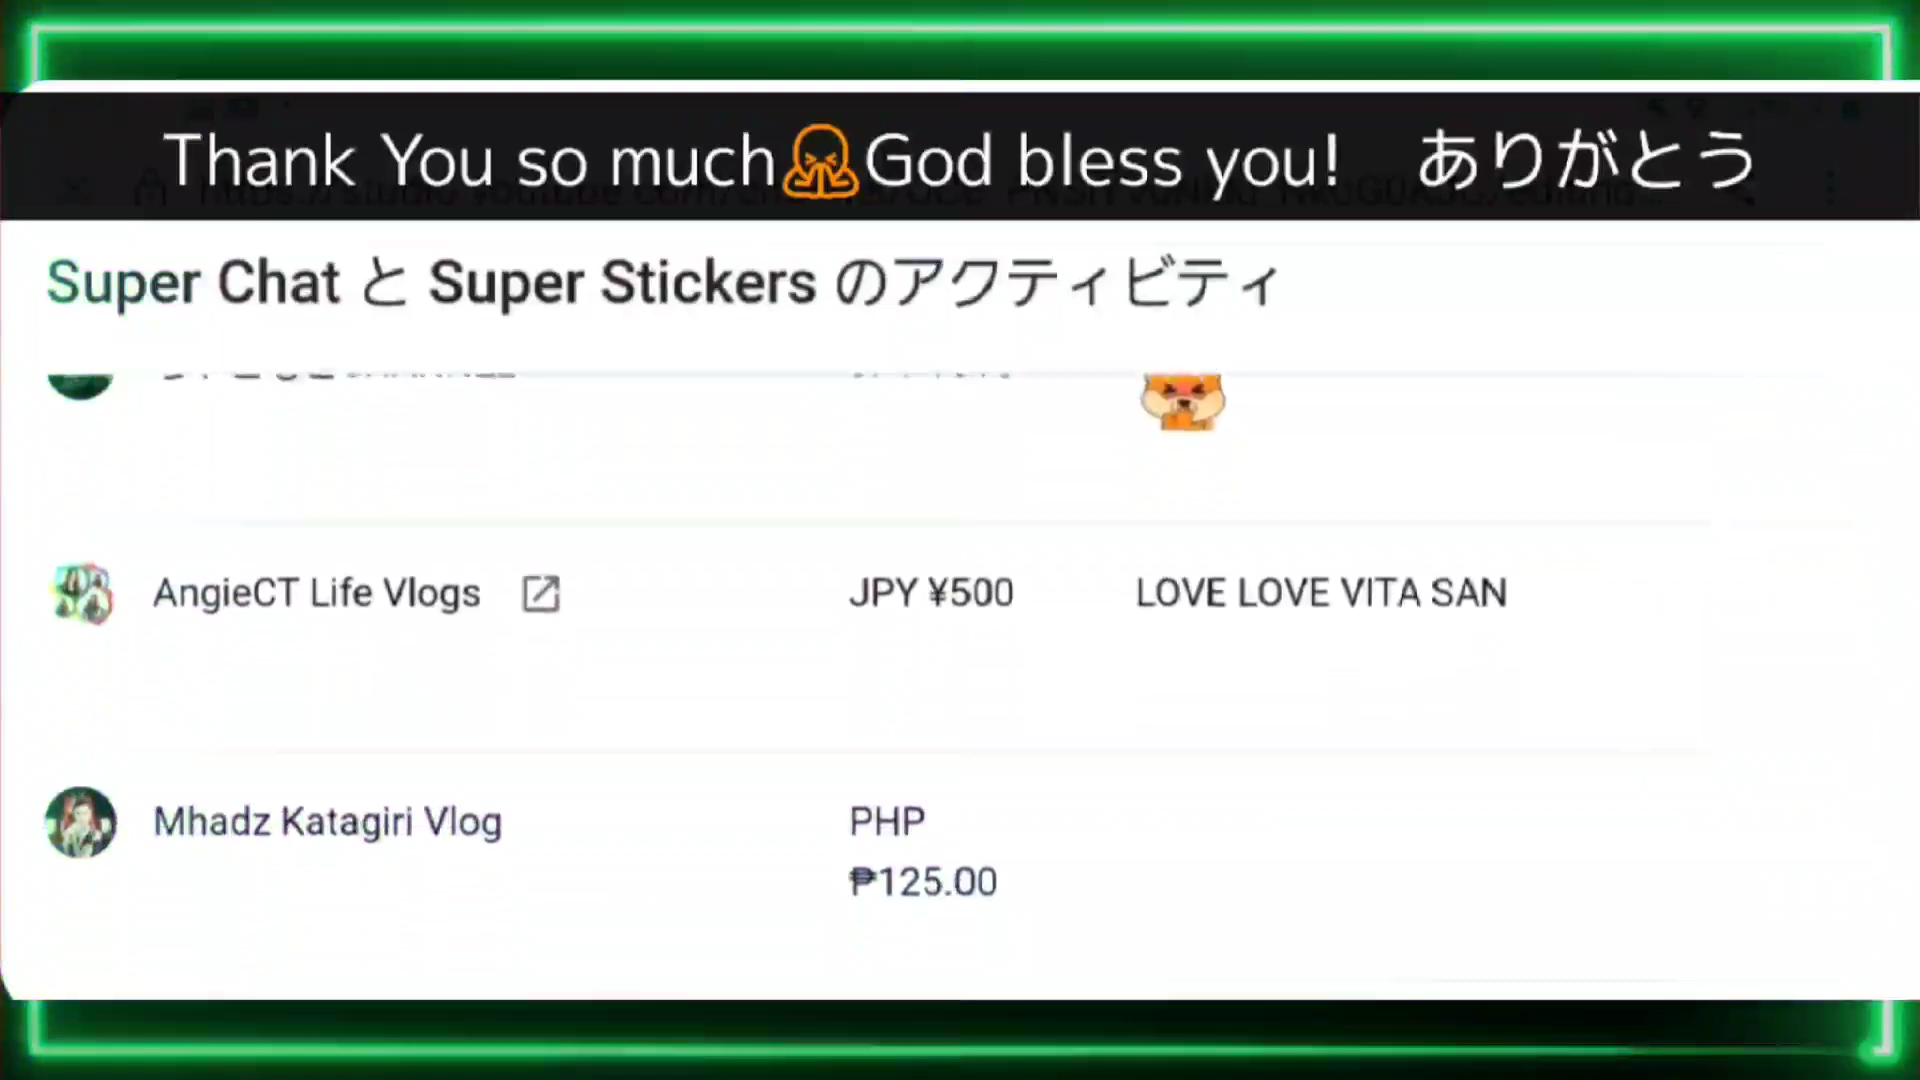 Thank You so much🙏God bless you!　ありがとう
Super Chat と Super Stickers のアクティビティ
AngieCT Life Vlogs JPY ¥500 LOVE LOVE VITA SAN
Mhadz Katagiri Vlog PHP
₱125.00